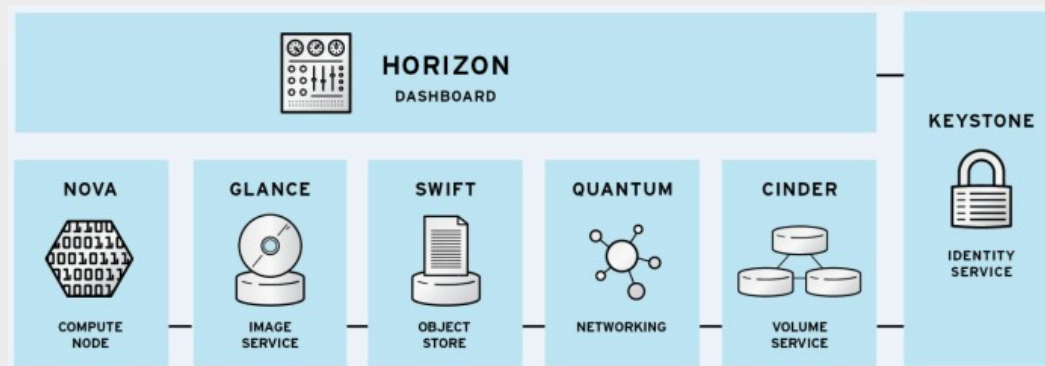 HORIZON
DASHBOARD
KEYSTONE
IDENTITY
SERVICE
NOVA
COMPUTE
NODE
GLANCE
IMAGE
SERVICE
SWIFT
OBJECT
STORE
QUANTUM
NETWORKING
CINDER
VOLUME
SERVICE